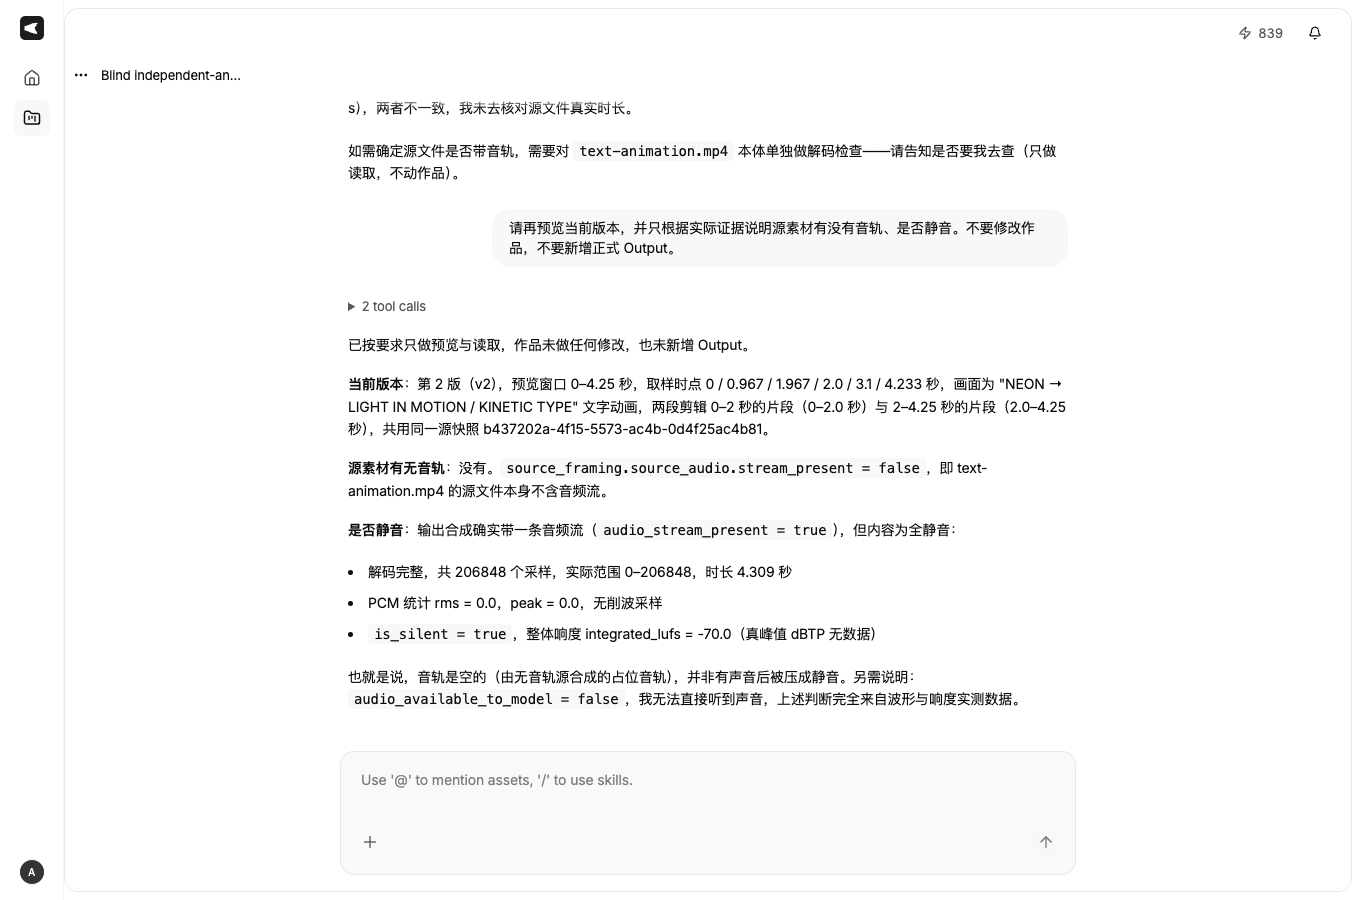 839
Blind independent-an...
s)，两者不一致，我未去核对源文件真实时长。
如需确定源文件是否带音轨，需要对 text-animation.mp4 本体单独做解码检查——请告知是否要我去查（只做
读取，不动作品）。
请再预览当前版本，并只根据实际证据说明源素材有没有音轨、是否静音。不要修改作
品，不要新增正式 Output。
2 tool calls
已按要求只做预览与读取，作品未做任何修改，也未新增 Output。
当前版本：第 2 版（v2），预览窗口 0–4.25 秒，取样时点 0 / 0.967 / 1.967 / 2.0 / 3.1 / 4.233 秒，画面为 "NEON →
LIGHT IN MOTION / KINETIC TYPE" 文字动画，两段剪辑 0–2 秒的片段（0–2.0 秒）与 2–4.25 秒的片段（2.0–4.25
秒），共用同一源快照 b437202a-4f15-5573-ac4b-0d4f25ac4b81。
源素材有无音轨：没有。source_framing.source_audio.stream_present = false，即 text-
animation.mp4 的源文件本身不含音频流。
是否静音：输出合成确实带一条音频流（audio_stream_present = true），但内容为全静音：
• 解码完整，共 206848 个采样，实际范围 0–206848，时长 4.309 秒
• PCM 统计 rms = 0.0，peak = 0.0，无削波采样
• is_silent = true，整体响度 integrated_lufs = -70.0（真峰值 dBTP 无数据）
也就是说，音轨是空的（由无音轨源合成的占位音轨），并非有声音后被压成静音。另需说明：
audio_available_to_model = false，我无法直接听到声音，上述判断完全来自波形与响度实测数据。
Use '@' to mention assets, '/' to use skills.
A